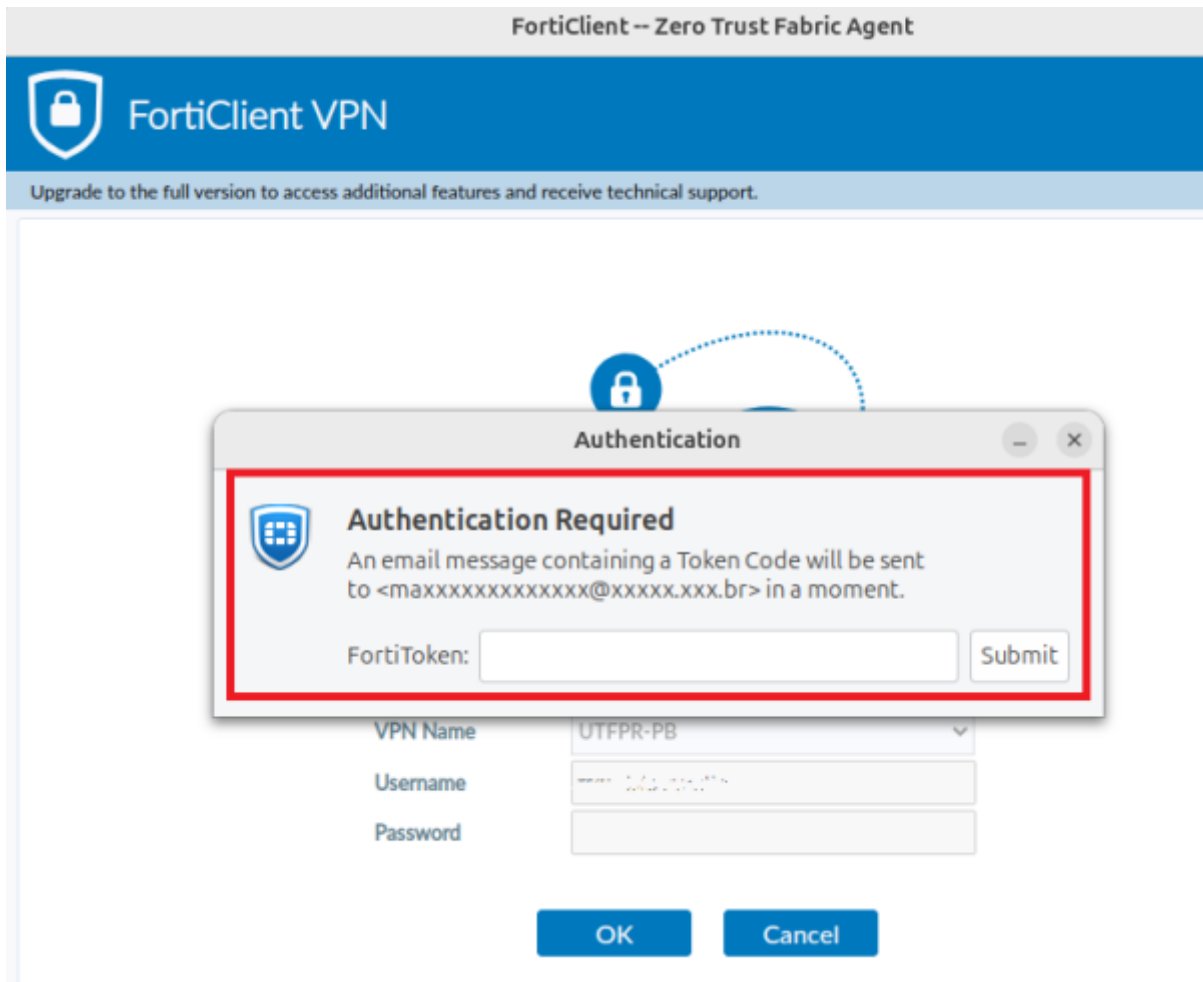 FortiClient -- Zero Trust Fabric Agent
FortiClient VPN
Upgrade to the full version to access additional features and receive technical support.
Authentication
Authentication Required
An email message containing a Token Code will be sent
to <maxxxxxxxxxxxxx@xxxxx.xxx.br> in a moment.
FortiToken:
Submit
VPN Name UTFPR-PB
Username
Password
OK Cancel